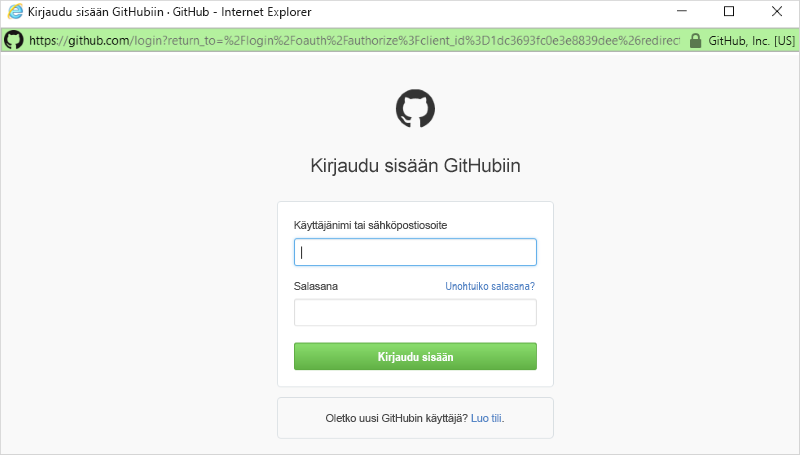 Kirjaudu sisään GitHubiin · GitHub - Internet Explorer
https://github.com/login?return_to=%2Flogin%2Foauth%2Fauthorize%3Fclient_id%3D1dc3693fc0e3e8839dee%26redirect
GitHub, Inc. [US]
Kirjaudu sisään GitHubiin
Käyttäjänimi tai sähköpostiosoite
Salasana Unohtuiko salasana?
Kirjaudu sisään
Oletko uusi GitHubin käyttäjä? Luo tili.